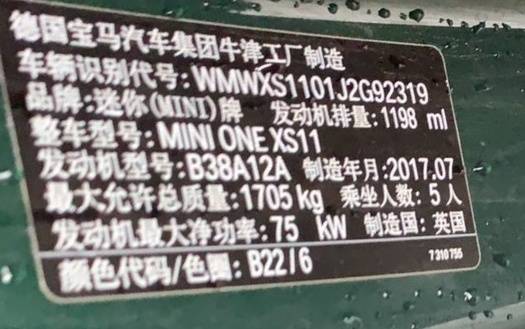 德国宝马汽车集团牛津工厂制造
车辆识别代号:WMWXS1101J2G92319
品牌:迷你(MINI)牌 发动机排量:1198 ml
整车型号:MINI ONE XS11
发动机型号:B38A12A 制造年月:2017.07
最大允许总质量:1705 kg 乘坐人数:5人
发动机最大净功率:75 kW 制造国:英国
颜色代码/色圈:B22/6
7 310 755